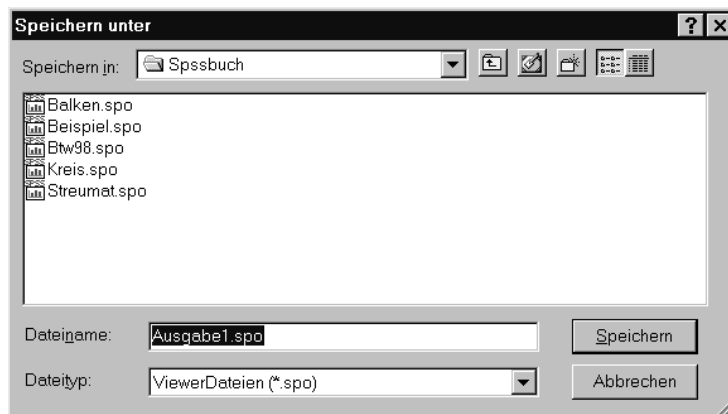 Speichern unter
Speichern in: Spssbuch
Balken.spo
Beispiel.spo
Btw98.spo
Kreis.spo
Streumat.spo
Dateiname: Ausgabe1.spo Speichern
Dateityp: ViewerDateien (*.spo) Abbrechen